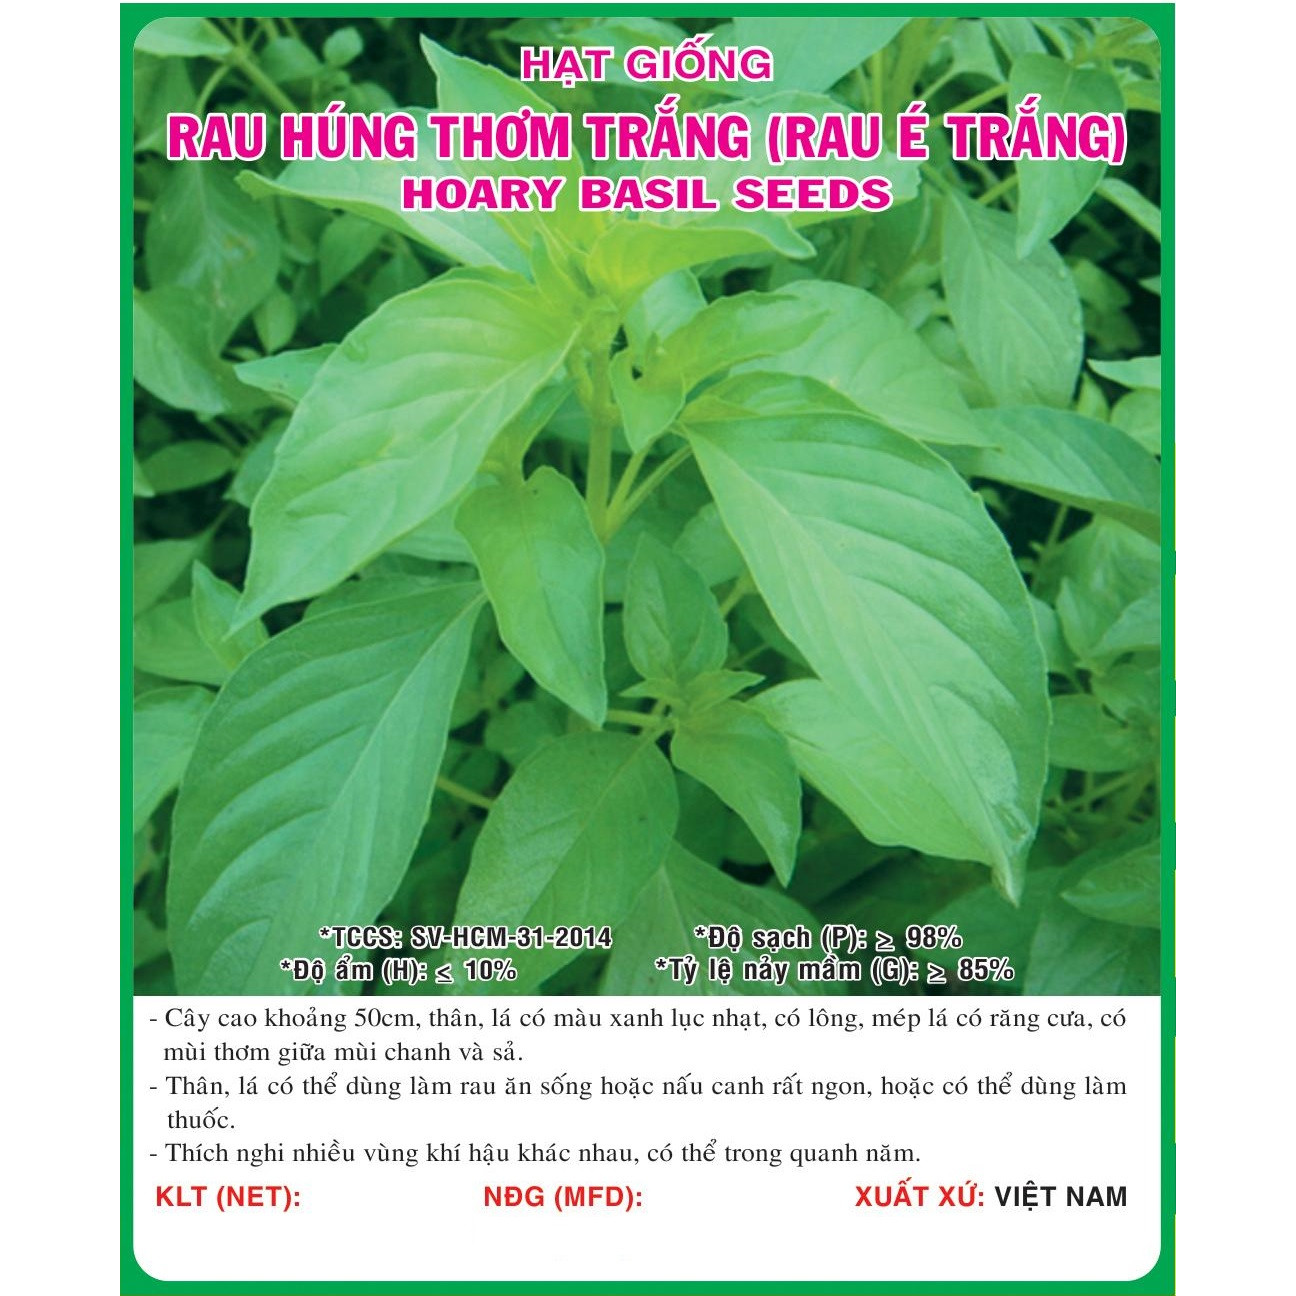 HẠT GIỐNG
RAU HÚNG THƠM TRẮNG (RAU É TRẮNG)
HOARY BASIL SEEDS
*TCCS: SV-HCM-31-2014 *Độ sạch (P): ≥ 98%
*Độ ẩm (H): ≤ 10% *Tỷ lệ nảy mầm (G): ≥ 85%
- Cây cao khoảng 50cm, thân, lá có màu xanh lục nhạt, có lông, mép lá có răng cưa, có
mùi thơm giữa mùi chanh và sả.
- Thân, lá có thể dùng làm rau ăn sống hoặc nấu canh rất ngon, hoặc có thể dùng làm
thuốc.
- Thích nghi nhiều vùng khí hậu khác nhau, có thể trong quanh năm.
KLT (NET): NĐG (MFD): XUẤT XỨ: VIỆT NAM